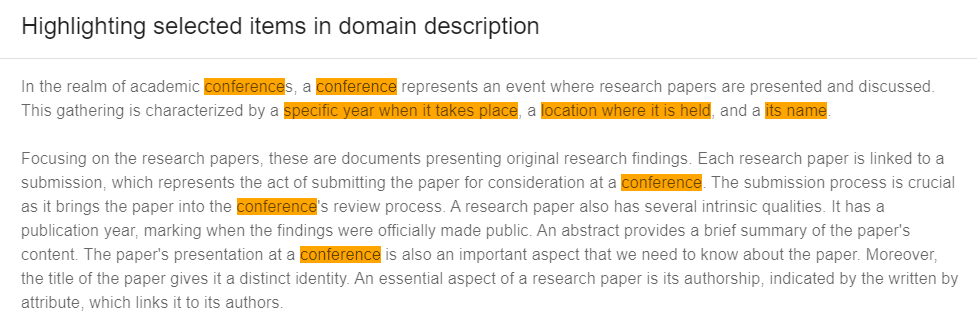 Highlighting selected items in domain description
In the realm of academic conferences, a conference represents an event where research papers are presented and discussed.
This gathering is characterized by a specific year when it takes place, a location where it is held, and a its name.
Focusing on the research papers, these are documents presenting original research findings. Each research paper is linked to a
submission, which represents the act of submitting the paper for consideration at a conference. The submission process is crucial
as it brings the paper into the conference's review process. A research paper also has several intrinsic qualities. It has a
publication year, marking when the findings were officially made public. An abstract provides a brief summary of the paper's
content. The paper's presentation at a conference is also an important aspect that we need to know about the paper. Moreover,
the title of the paper gives it a distinct identity. An essential aspect of a research paper is its authorship, indicated by the written by
attribute, which links it to its authors.